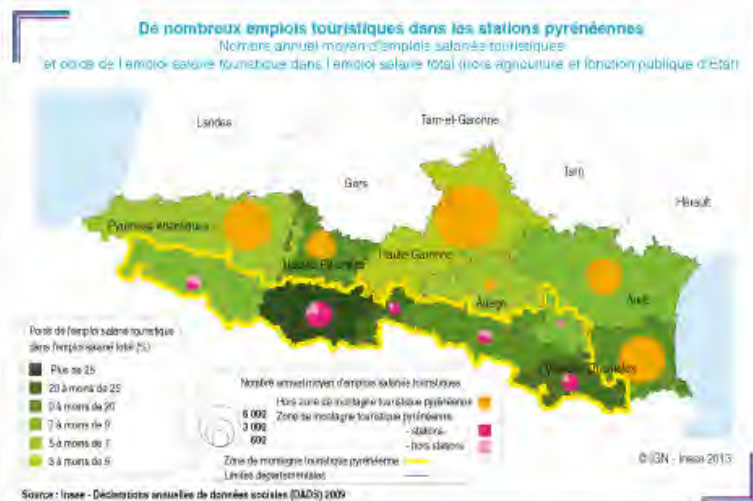 De nombreux emplois touristiques dans les stations pyrénéennes
Nombre annuel moyen d'emplois salariés touristiques
et poids de l'emploi salarié touristique dans l'emploi salarié total (hors agriculture et fonction publique d'Etat)
Landes
Tarn-et-Garonne
Gers
Tarn
Hérault
Pyrénées-Atlantiques
Hautes-Pyrénées
Haute-Garonne
Ariège
Aude
Pyrénées-Orientales
Poids de l'emploi salarié touristique
dans l'emploi salarié total (%)
Plus de 25
20 à moins de 25
9 à moins de 20
7 à moins de 9
5 à moins de 7
Nombre annuel moyen d'emplois salariés touristiques
6 000
3 000
600
Hors zone de montagne touristique pyrénéenne
Zone de montagne touristique pyrénéenne
- stations
- hors stations
Zone de montagne touristique pyrénéenne
Limites départementales
© IGN - Insee 2013
Source : Insee - Déclarations annuelles de données sociales (DADS) 2009